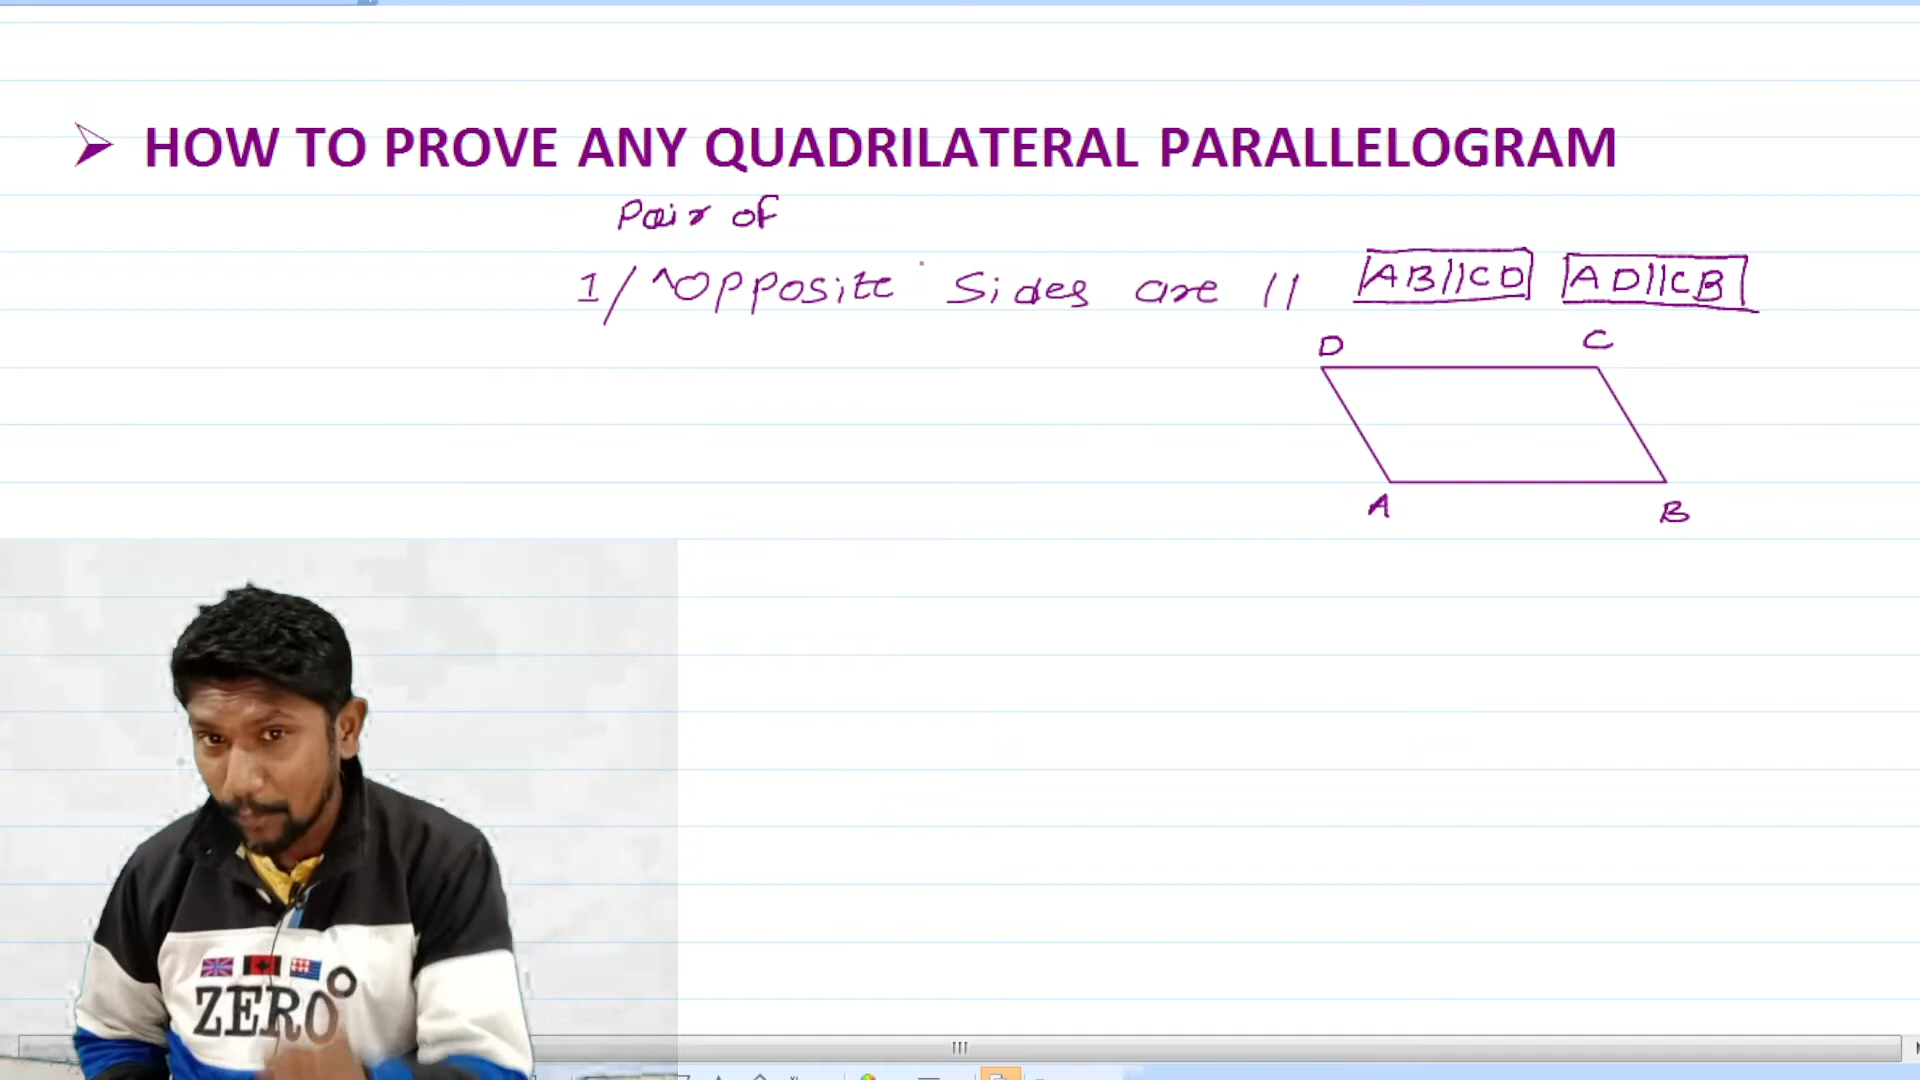 ➢ HOW TO PROVE ANY QUADRILATERAL PARALLELOGRAM
Pair of
1/ ^opposite sides are // AB//CD AD//CB
D C
A B
ZERO°